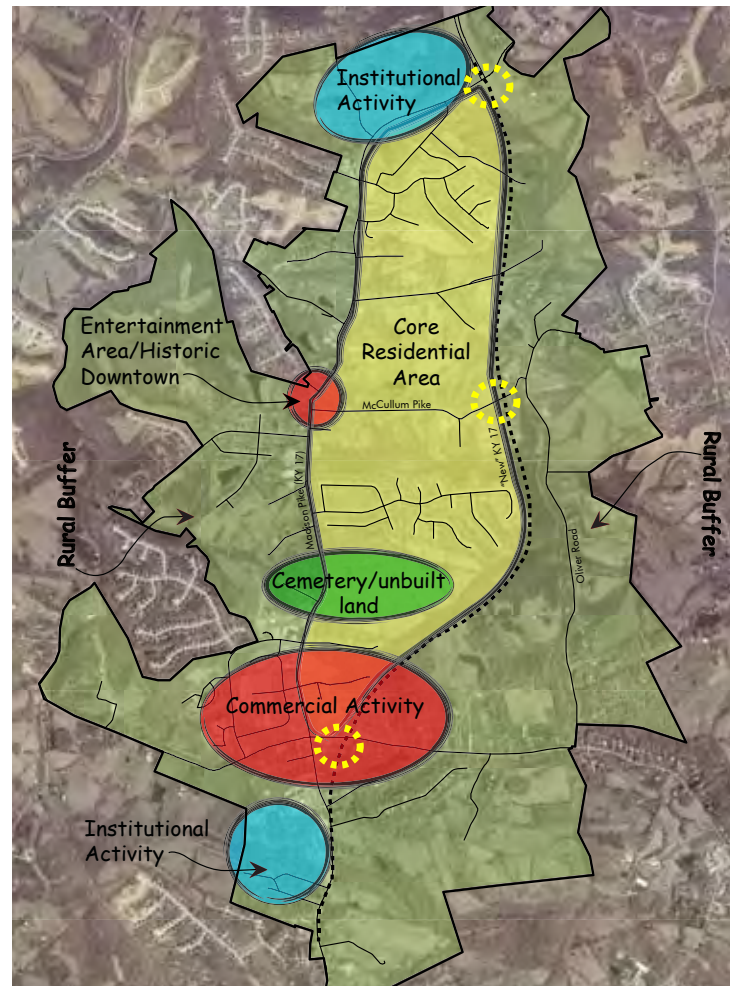 Institutional
Activity
Entertainment
Area/Historic
Downtown
Core
Residential
Area
McCullum Pike
"New" KY 17
Madison Pike (KY 17)
Rural Buffer
Rural Buffer
Oliver Road
Cemetery/unbuilt
land
Commercial Activity
Institutional
Activity